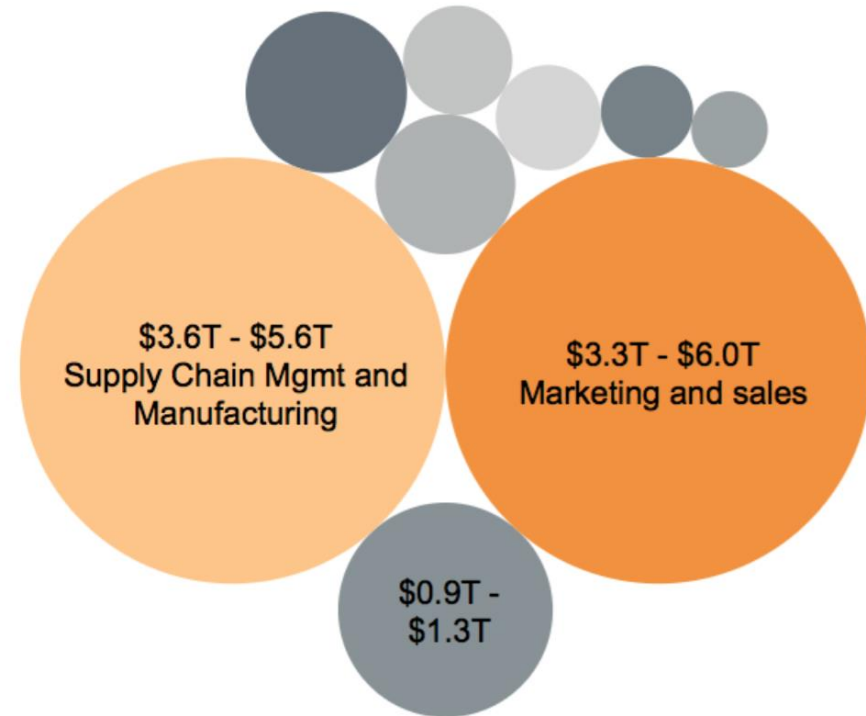 $3.6T - $5.6T
Supply Chain Mgmt and
Manufacturing
$3.3T - $6.0T
Marketing and sales
$0.9T -
$1.3T